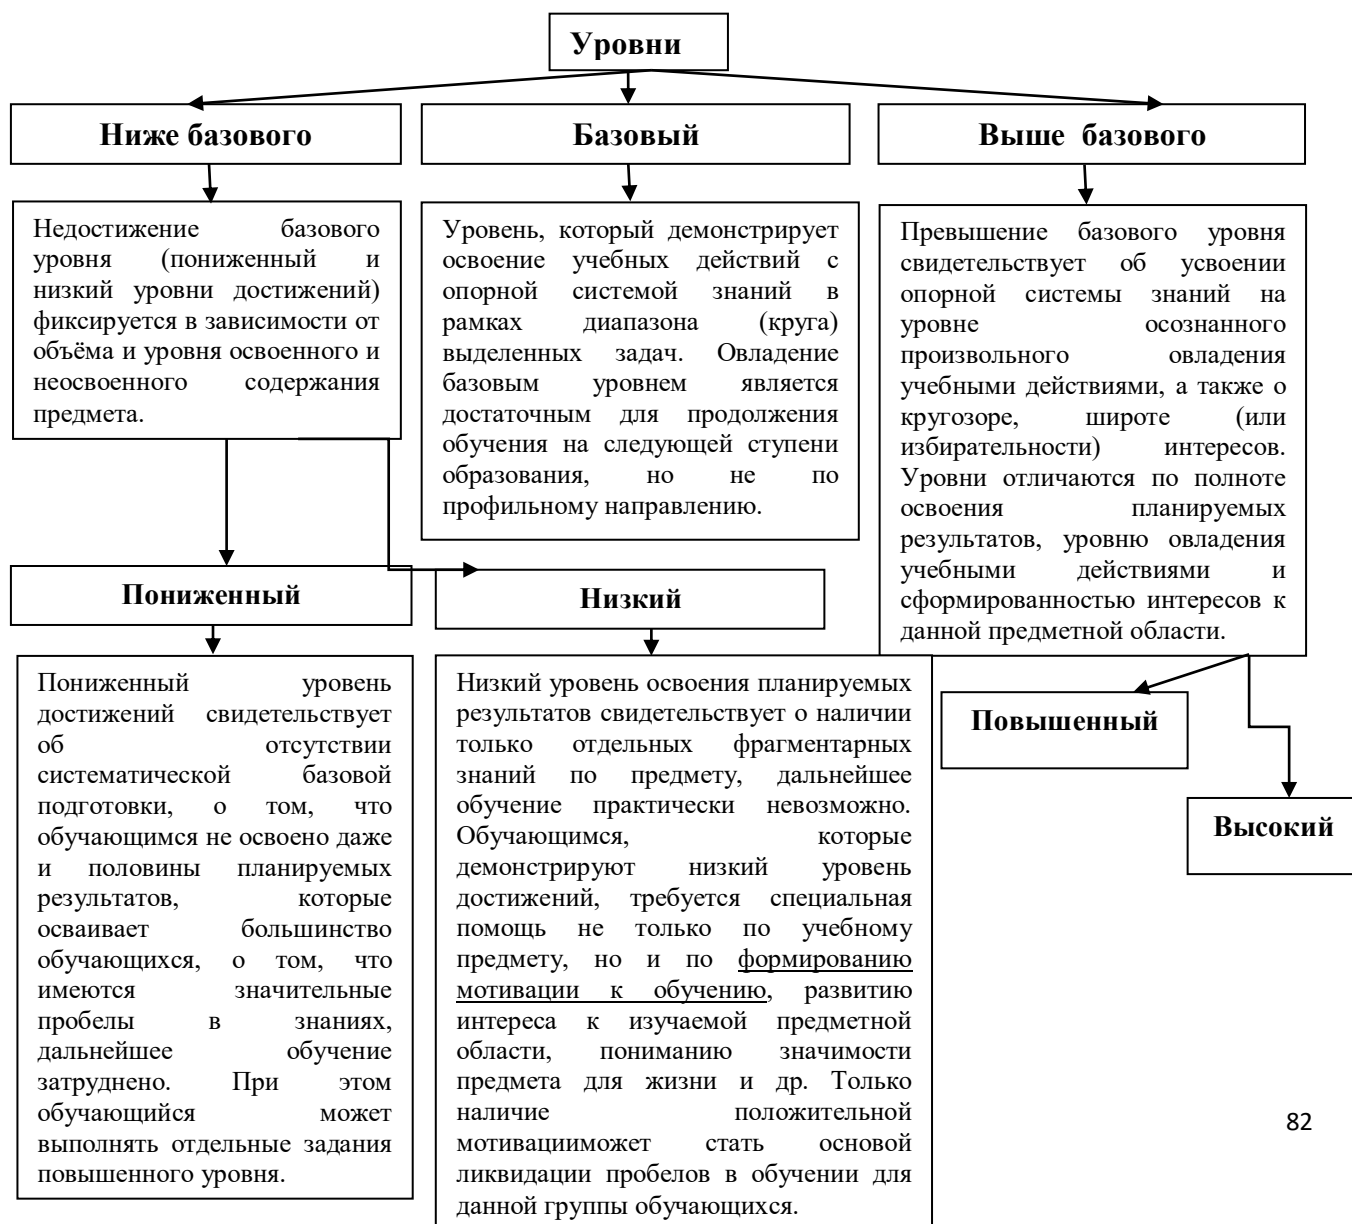 Уровни
Ниже базового
Базовый
Выше базового
Недостижение базового
уровня (пониженный и
низкий уровни достижений)
фиксируется в зависимости от
объёма и уровня освоенного и
неосвоенного содержания
предмета.
Уровень, который демонстрирует
освоение учебных действий с
опорной системой знаний в
рамках диапазона (круга)
выделенных задач. Овладение
базовым уровнем является
достаточным для продолжения
обучения на следующей ступени
образования, но не по
профильному направлению.
Превышение базового уровня
свидетельствует об усвоении
опорной системы знаний на
уровне осознанного
произвольного овладения
учебными действиями, а также о
кругозоре, широте (или
избирательности) интересов.
Уровни отличаются по полноте
освоения планируемых
результатов, уровню овладения
учебными действиями и
сформированностью интересов к
данной предметной области.
Пониженный
Низкий
Пониженный уровень
достижений свидетельствует
об отсутствии
систематической базовой
подготовки, о том, что
обучающимся не освоено даже
и половины планируемых
результатов, которые
осваивает большинство
обучающихся, о том, что
имеются значительные
пробелы в знаниях,
дальнейшее обучение
затруднено. При этом
обучающийся может
выполнять отдельные задания
повышенного уровня.
Низкий уровень освоения планируемых
результатов свидетельствует о наличии
только отдельных фрагментарных
знаний по предмету, дальнейшее
обучение практически невозможно.
Обучающимся, которые
демонстрируют низкий уровень
достижений, требуется специальная
помощь не только по учебному
предмету, но и по формированию
мотивации к обучению, развитию
интереса к изучаемой предметной
области, пониманию значимости
предмета для жизни и др. Только
наличие положительной
мотивацииможет стать основой
ликвидации пробелов в обучении для
данной группы обучающихся.
Повышенный
Высокий
82